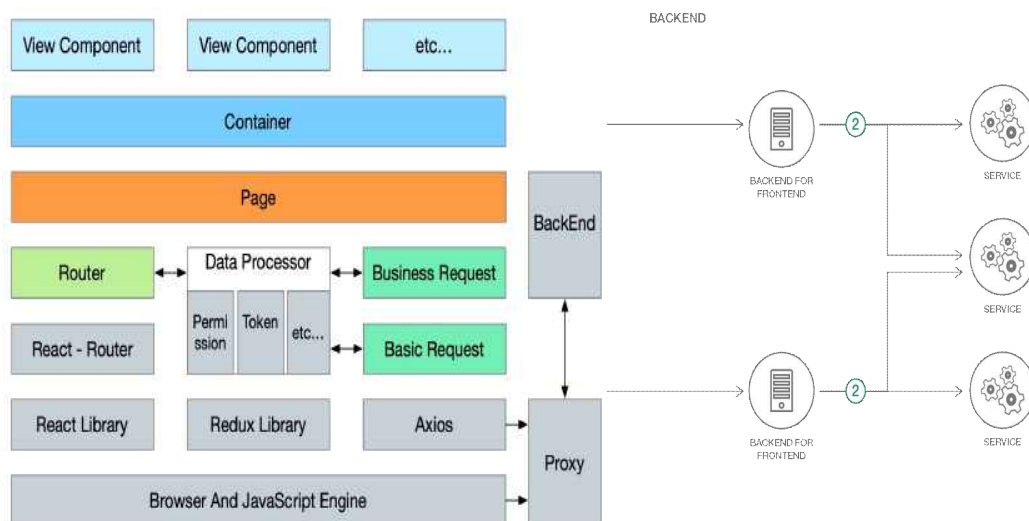 BACKEND
View Component
View Component
etc...
Container
Page
BackEnd
Router
Data Processor
Business Request
Permi
ssion
Token
etc...
React - Router
Basic Request
React Library
Redux Library
Axios
Proxy
Browser And JavaScript Engine
2
BACKEND FOR
FRONTEND
SERVICE
SERVICE
2
BACKEND FOR
FRONTEND
SERVICE